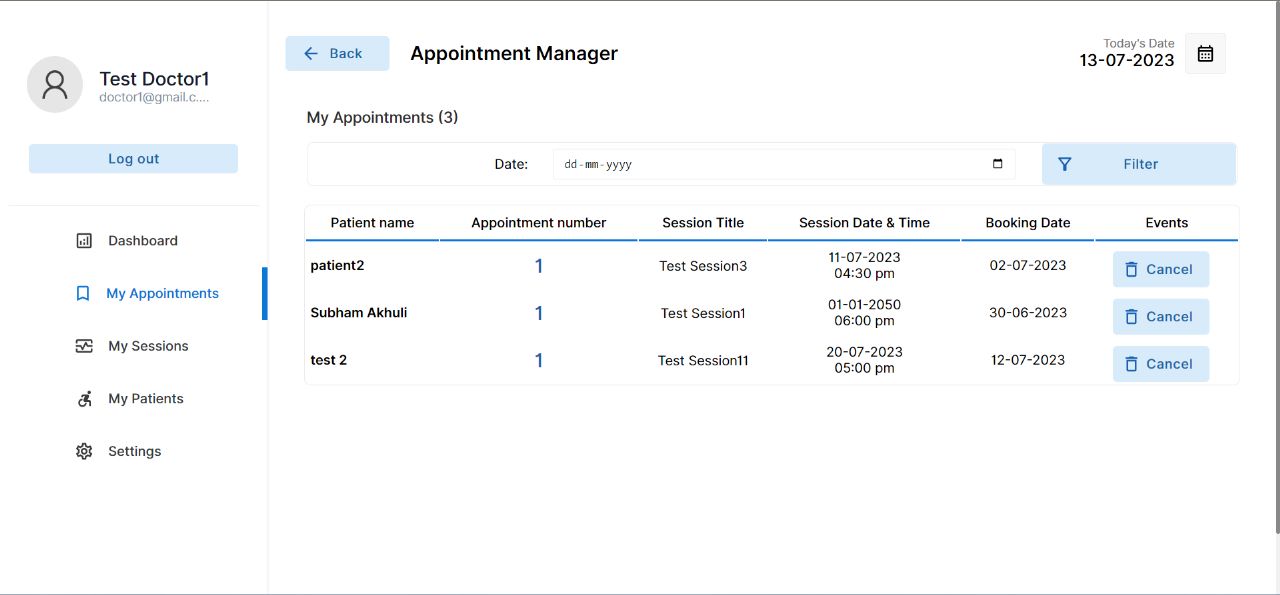 Test Doctor1
doctor1@gmail.c....
Log out
Dashboard
My Appointments
My Sessions
My Patients
Settings
Back
Appointment Manager
Today's Date
13-07-2023
My Appointments (3)
Date:
dd-mm-yyyy
Filter
Patient name Appointment number Session Title Session Date & Time Booking Date Events
patient2 1 Test Session3 11-07-2023 04:30 pm 02-07-2023 Cancel
Subham Akhuli 1 Test Session1 01-01-2050 06:00 pm 30-06-2023 Cancel
test 2 1 Test Session11 20-07-2023 05:00 pm 12-07-2023 Cancel